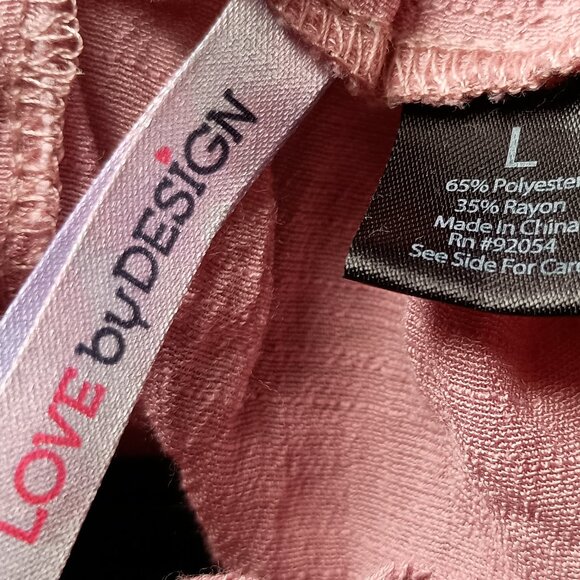 LOVE byDESIGN
L
65% Polyester
35% Rayon
Made in China
Rn #92054
See Side For Care